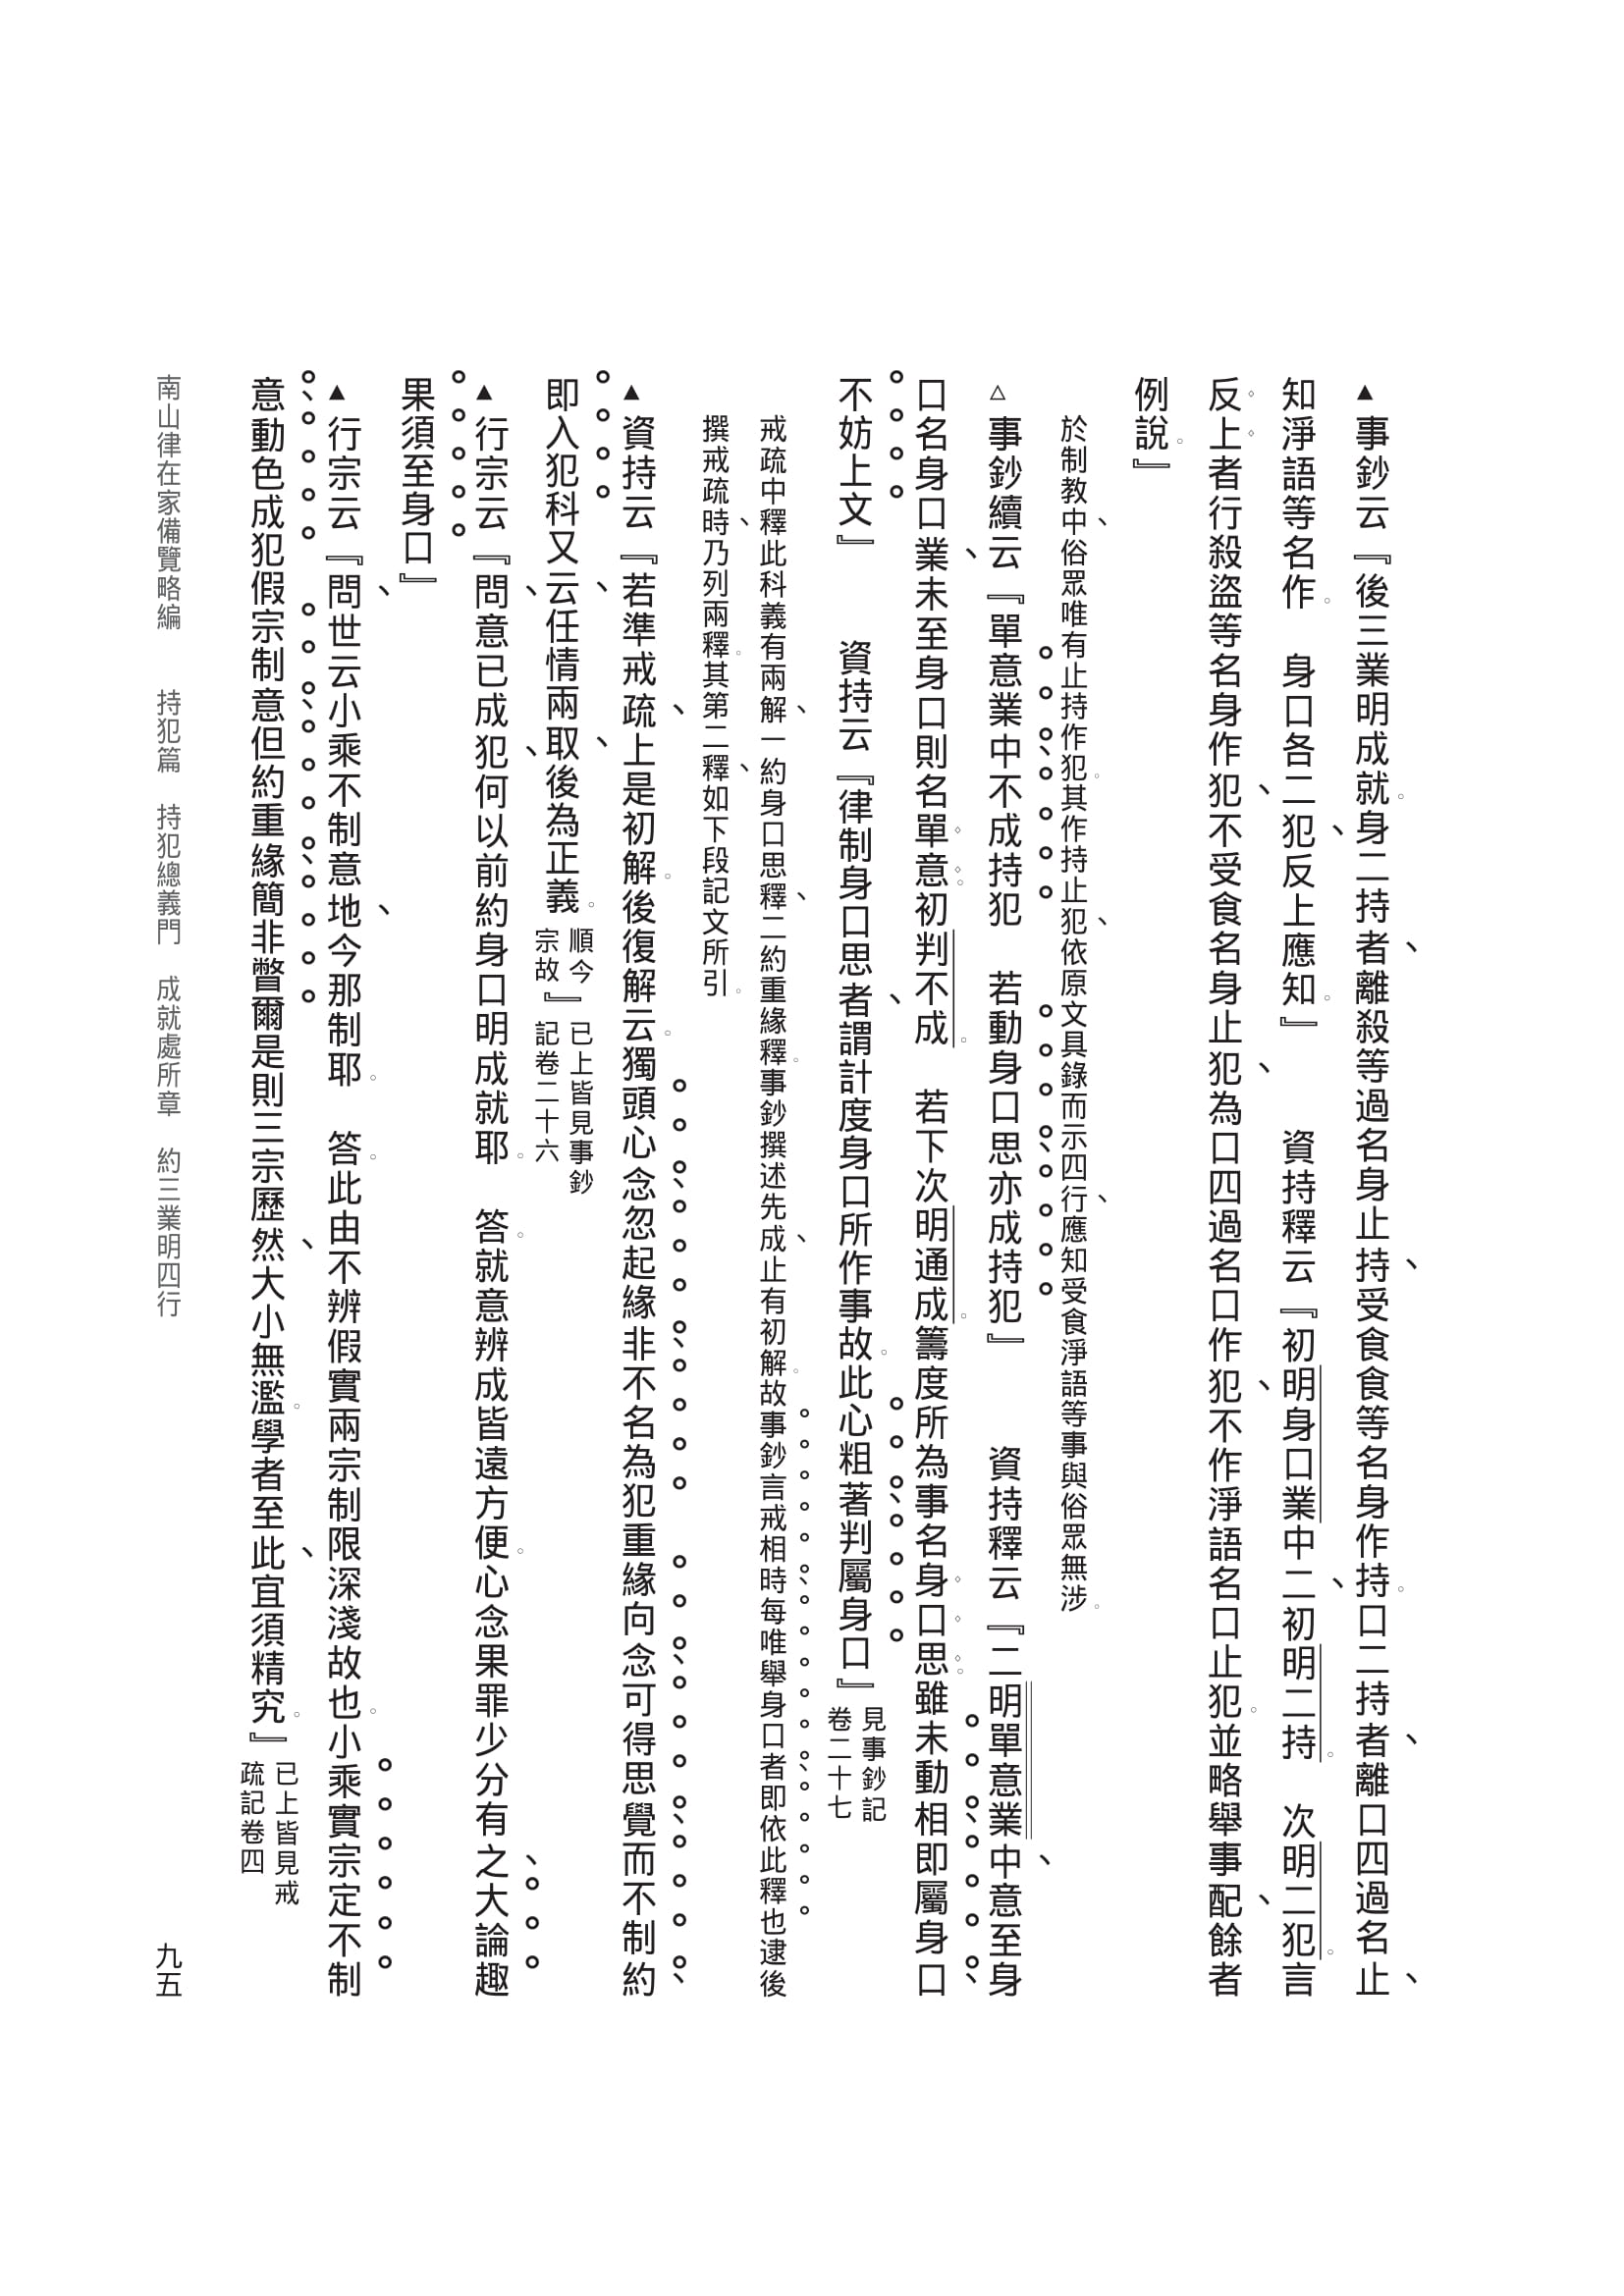 ▲事鈔云『後三業明成就。身二持者、離殺等過名身止持、受食食等名身作持。口二持者、離口四過名止、
知淨語等名作。　身口各二犯、反上應知。』　　資持釋云『初明身口業中二、初明二持。　次明二犯。言
反上者行殺盜等名身作犯、不受食名身止犯、為口四過名口作犯、不作淨語名口止犯。並略舉事配、餘者
例說。』
於制教中、俗眾唯有止持作犯。其作持止犯、依原文具錄而示四行、應知受食淨語等事與俗眾無涉。
△事鈔續云『單意業中不成持犯　若動身口思亦成持犯』　　資持釋云『二明單意業中、意至身
口名身口業、未至身口則名單意。初判不成。　若下次明通成。籌度所為事名身口思。雖未動相即屬身口、
不妨上文』　　資持云『律制身口思者、謂計度身口所作事故。此心粗著判屬身口』見事鈔記卷二十七
戒疏中釋此科義有兩解、一約身口思釋、二約重緣釋。事鈔撰述先成、止有初解。故事鈔言戒相時、每唯舉身口者、即依此釋也逮後
撰戒疏時、乃列兩釋。其第二釋、如下段記文所引。
▲資持云『若準戒疏、上是初解。後復解云。獨頭心念、忽起緣非、不名為犯重緣向念、可得思覺、而不制約、
即入犯科又云、任情兩取、後為正義。順今宗故』已上皆見事鈔記卷二十六
▲行宗云『問、意已成犯、何以前約身口明成就耶。　答。就意辨成皆遠方便。心念果罪少分有之、大論趣
果須至身口』
▲行宗云『問、世云小乘不制意地、今那制耶。　答。此由不辨假實兩宗制限深淺故也。小乘實宗定不制
意、動色成犯假宗制意、但約重緣、簡非瞥爾是則三宗歷然、大小無濫。學者至此、宜須精究。』已上皆見戒疏記卷四
南山律在家備覽略編　　持犯篇　持犯總義門　成就處所章　約三業明四行
九五